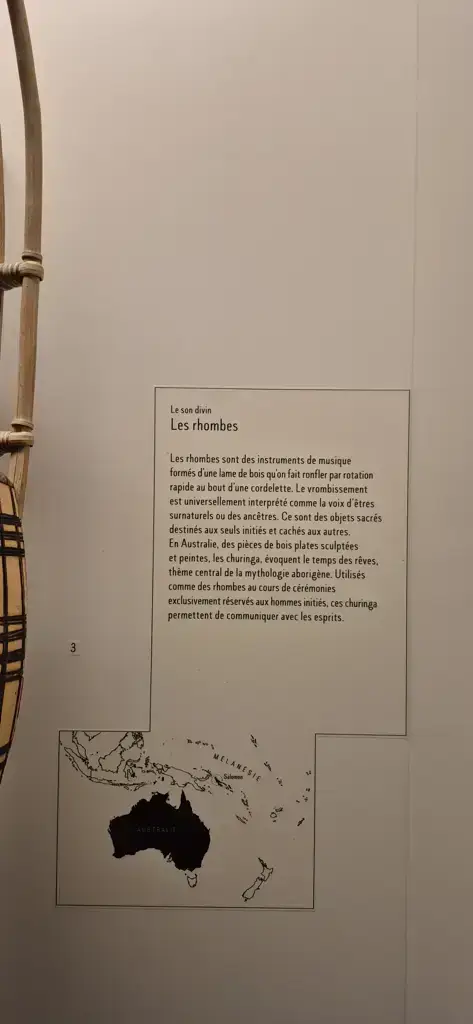 Le son divin
Les rhombes
Les rhombes sont des instruments de musique
formés d'une lame de bois qu'on fait ronfler par rotation
rapide au bout d'une cordelette. Le vrombissement
est universellement interprété comme la voix d'êtres
surnaturels ou des ancêtres. Ce sont des objets sacrés
destinés aux seuls initiés et cachés aux autres.
En Australie, des pièces de bois plates sculptées
et peintes, les churinga, évoquent le temps des rêves,
thème central de la mythologie aborigène. Utilisés
comme des rhombes au cours de cérémonies
exclusivement réservés aux hommes initiés, ces churinga
permettent de communiquer avec les esprits.
3
MÉLANÉSIE
Salomon
AUSTRALIE